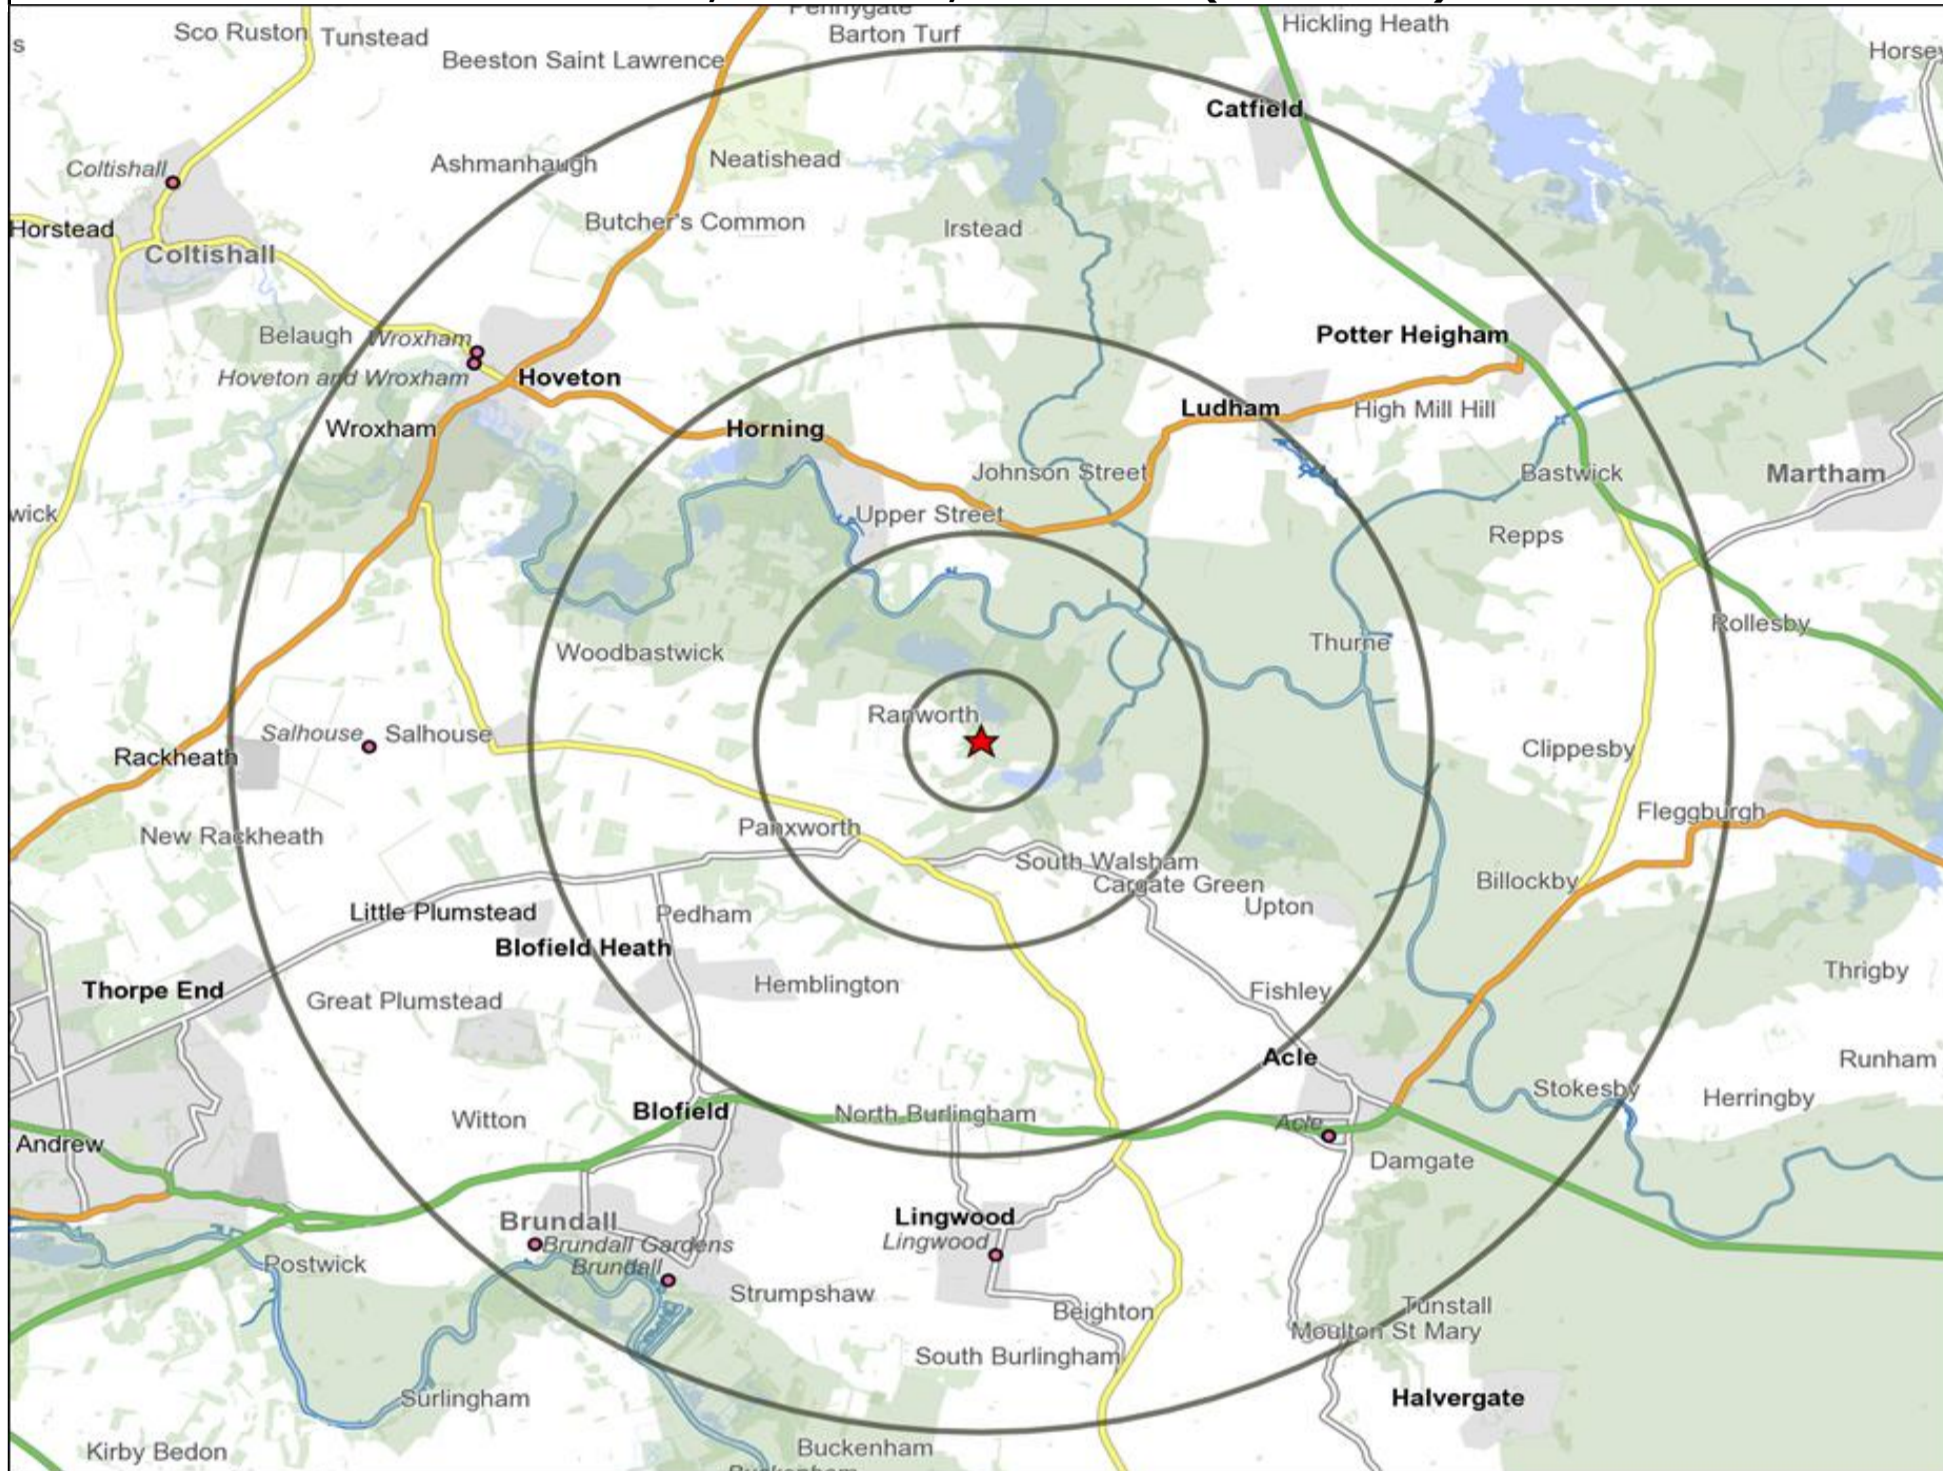 Pennygate
Hickling Heath
Sco Ruston
Tunstead
Barton Turf
Beeston Saint Lawrence
Horsey
Catfield
Ashmanhaugh
Neatishead
Coltishall
Butcher's Common
Irstead
Horstead
Coltishall
Belaugh
Wroxham
Potter Heigham
Hoveton and Wroxham
Hoveton
Ludham
High Mill Hill
Wroxham
Horning
Johnson Street
Bastwick
Martham
wick
Upper Street
Repps
Rollesby
Woodbastwick
Thurne
Ranworth
Salhouse
Salhouse
Rackheath
Clippesby
Fleggburgh
New Rackheath
Panxworth
South Walsham
Cargate Green
Billockby
Little Plumstead
Pedham
Upton
Blofield Heath
Thrigby
Thorpe End
Great Plumstead
Hemblington
Fishley
Acle
Runham
Stokesby
Herringby
Witton
Blofield
North Burlingham
Acle
Andrew
Damgate
Brundall
Lingwood
Brundall Gardens
Lingwood
Postwick
Brundall
Strumpshaw
Beighton
Tunstall
Moulton St Mary
South Burlingham
Surlingham
Halvergate
Kirby Bedon
Buckenham
Buckenham